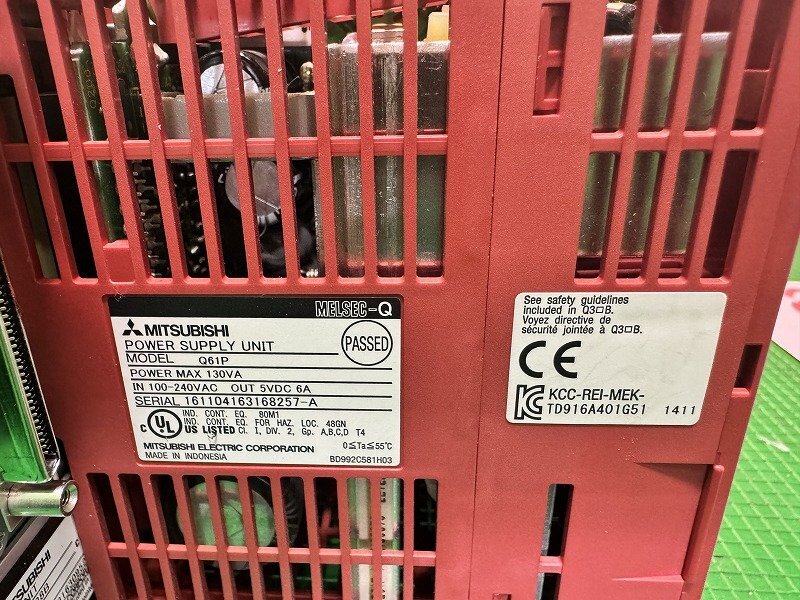 MELSEC-Q
MITSUBISHI
POWER SUPPLY UNIT
PASSED
MODEL Q61P
POWER MAX 130VA
IN 100-240VAC OUT 5VDC 6A
SERIAL 161104163168257-A
IND. CONT. EQ. 80M1
IND. CONT. EQ. FOR HAZ. LOC. 48GN
c UL US LISTED CI. I, DIV. 2, Gp. A,B,C,D T4
MITSUBISHI ELECTRIC CORPORATION 0≦Ta≦55℃
MADE IN INDONESIA BD992C581H03
See safety guidelines
included in Q3□B.
Voyez directive de
sécurité jointée à Q3□B.
CE
KCC-REI-MEK-
TD916A401G51 1411
MITSUBISHI